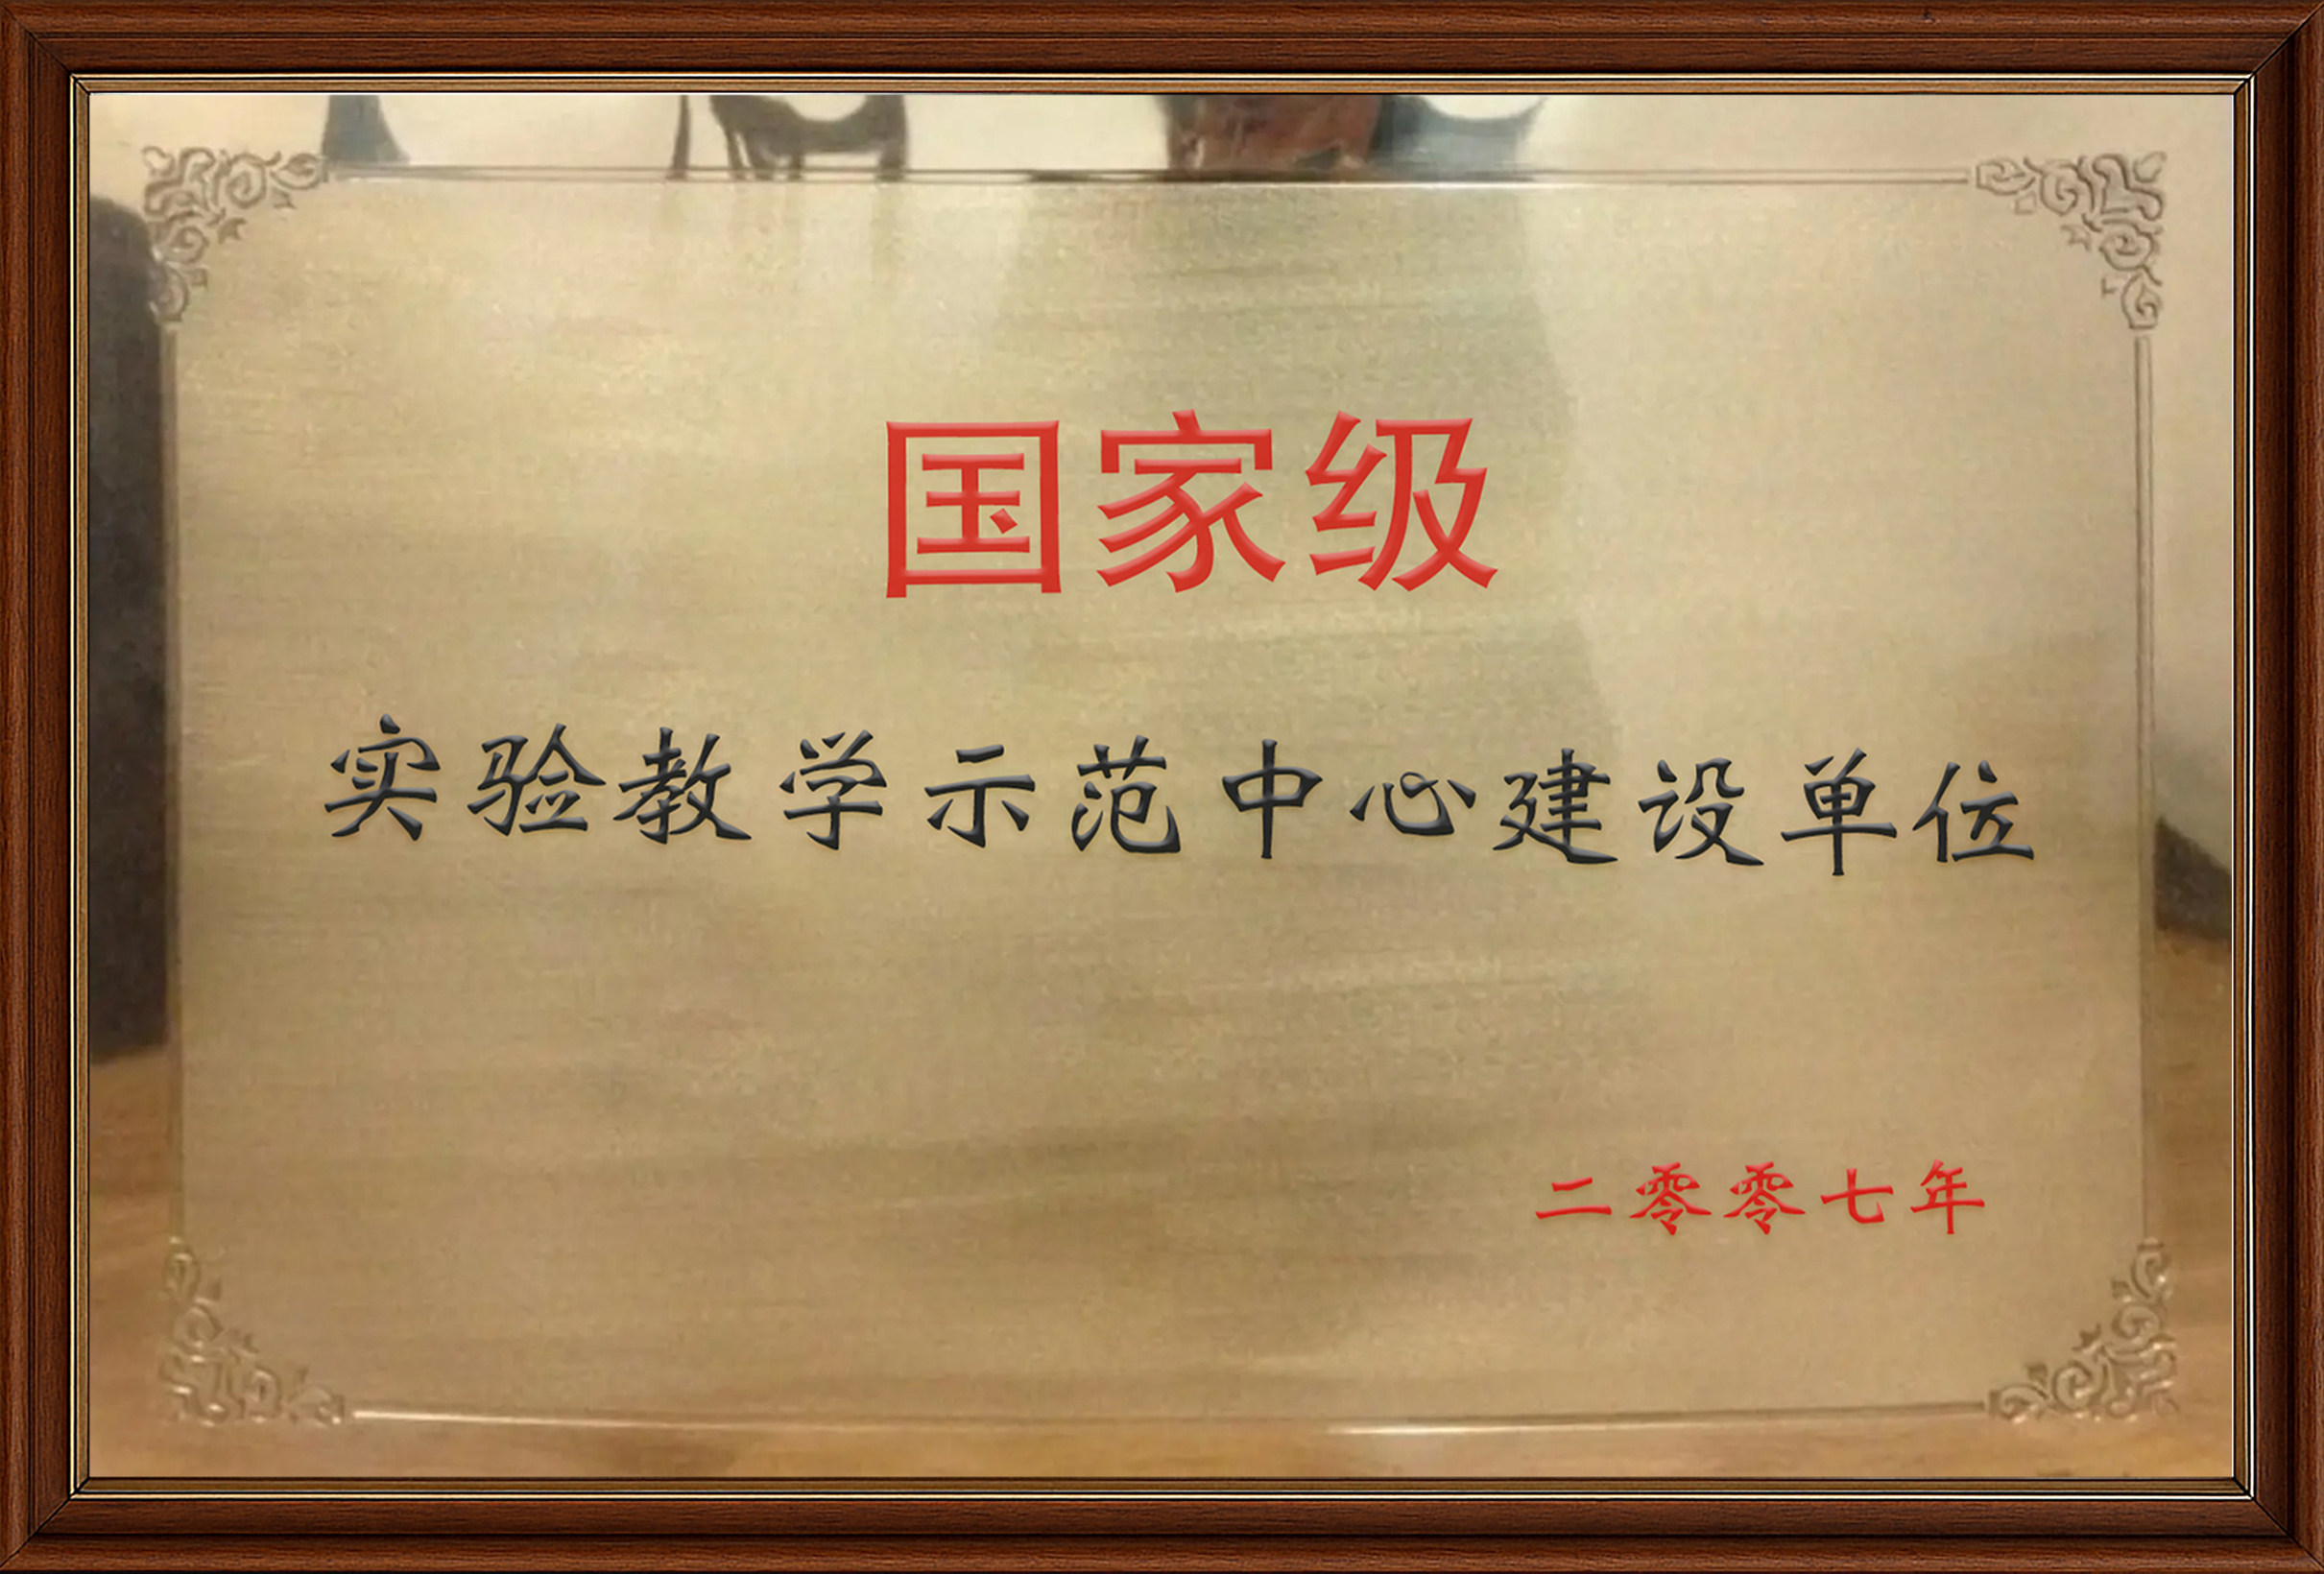 国家级
实验教学示范中心建设单位
二零零七年